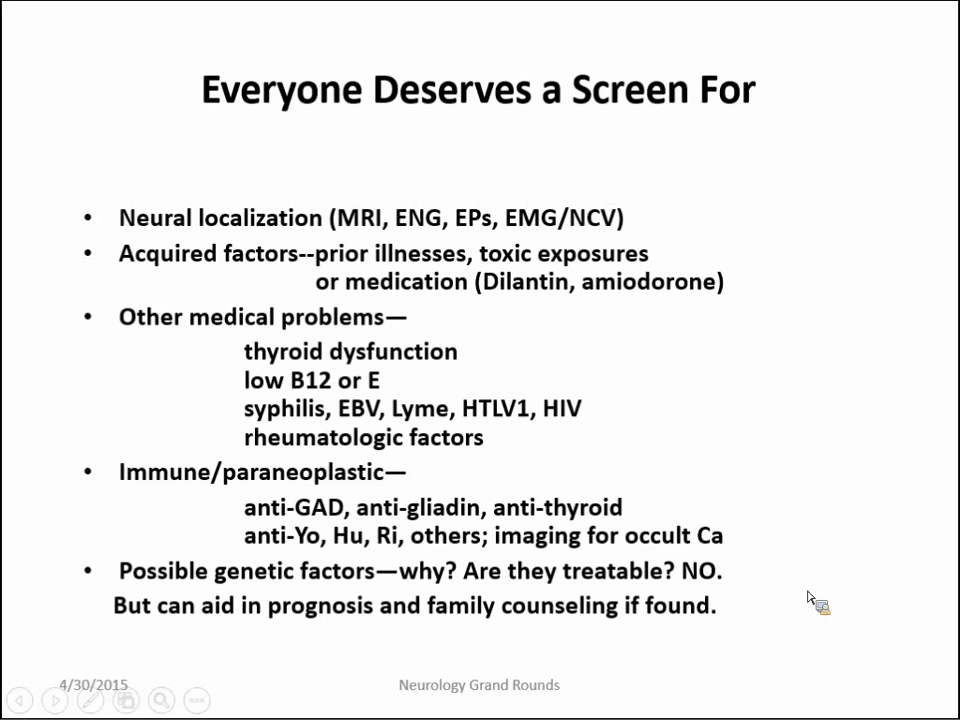 Everyone Deserves a Screen For
• Neural localization (MRI, ENG, EPs, EMG/NCV)
• Acquired factors--prior illnesses, toxic exposures
or medication (Dilantin, amiodorone)
• Other medical problems—
thyroid dysfunction
low B12 or E
syphilis, EBV, Lyme, HTLV1, HIV
rheumatologic factors
• Immune/paraneoplastic—
anti-GAD, anti-gliadin, anti-thyroid
anti-Yo, Hu, Ri, others; imaging for occult Ca
• Possible genetic factors—why? Are they treatable? NO.
But can aid in prognosis and family counseling if found.
4/30/2015
Neurology Grand Rounds